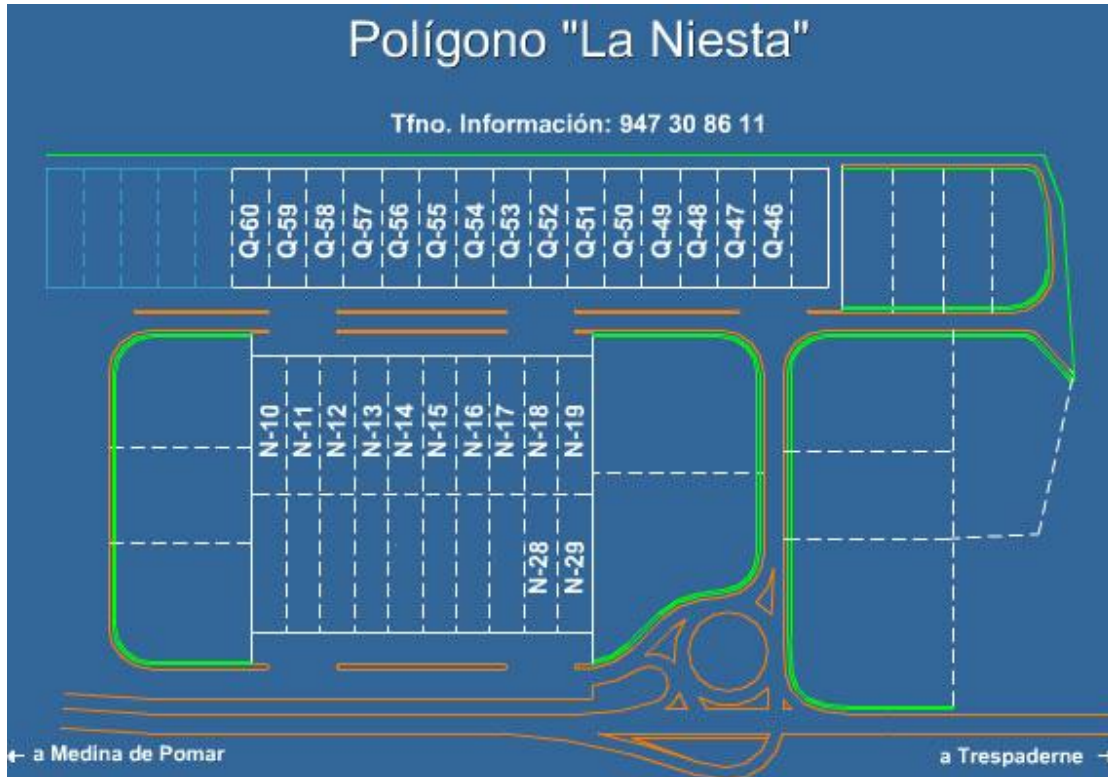 Polígono "La Niesta"
Tfno. Información: 947 30 86 11
Q-60
Q-59
Q-58
Q-57
Q-56
Q-55
Q-54
Q-53
Q-52
Q-51
Q-50
Q-49
Q-48
Q-47
Q-46
N-10
N-11
N-12
N-13
N-14
N-15
N-16
N-17
N-18
N-19
N-28
N-29
← a Medina de Pomar
a Trespaderne →